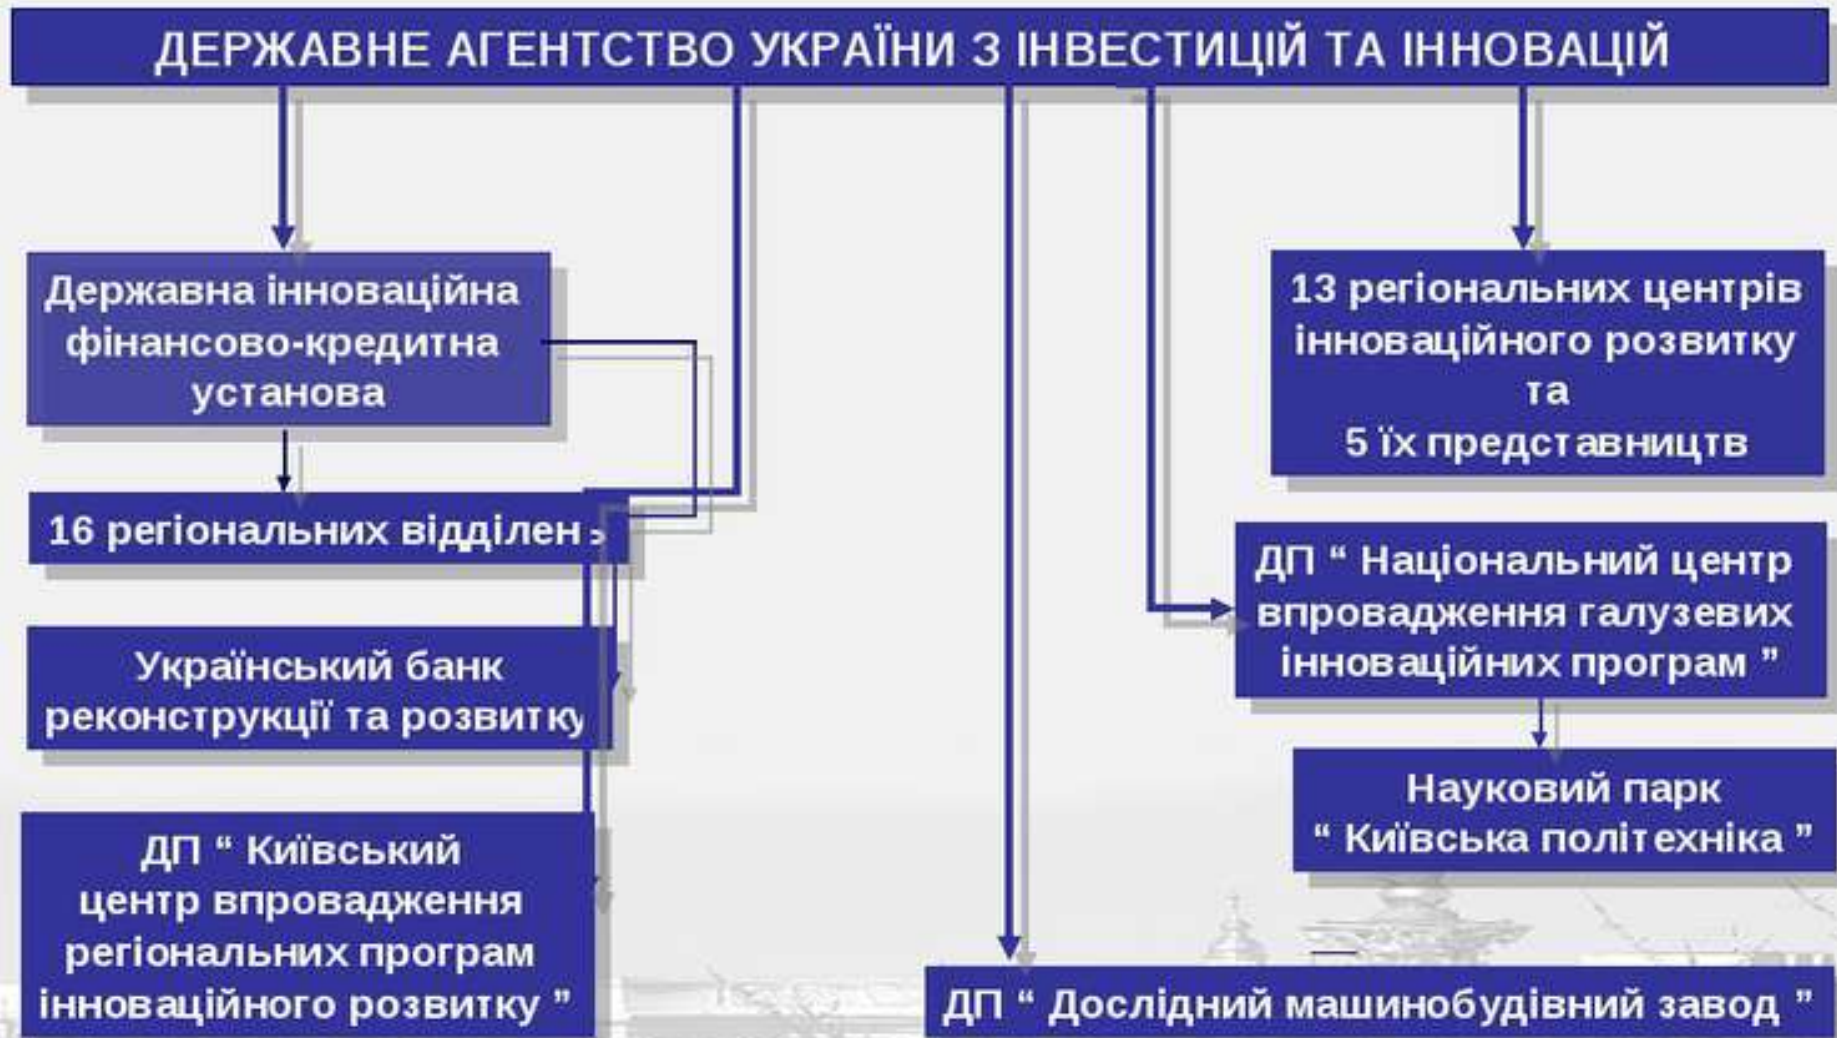 ДЕРЖАВНЕ АГЕНТСТВО УКРАЇНИ З ІНВЕСТИЦІЙ ТА ІННОВАЦІЙ
Державна інноваційна
фінансово-кредитна
установа
16 регіональних відділень
Український банк
реконструкції та розвитку
ДП “ Київський
центр впровадження
регіональних програм
інноваційного розвитку ”
13 регіональних центрів
інноваційного розвитку
та
5 їх представництв
ДП “ Національний центр
впровадження галузевих
інноваційних програм ”
Науковий парк
“ Київська політехніка ”
ДП “ Дослідний машинобудівний завод ”